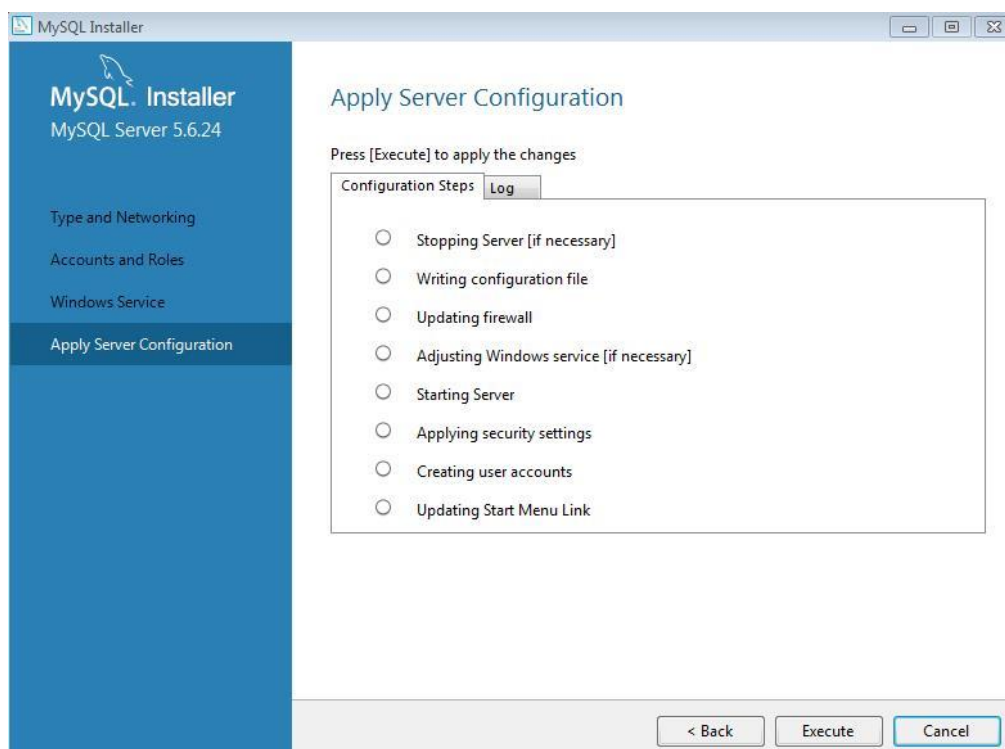 MySQL Installer
MySQL. Installer
MySQL Server 5.6.24
Type and Networking
Accounts and Roles
Windows Service
Apply Server Configuration
Apply Server Configuration
Press [Execute] to apply the changes
Configuration Steps Log
Stopping Server [if necessary]
Writing configuration file
Updating firewall
Adjusting Windows service [if necessary]
Starting Server
Applying security settings
Creating user accounts
Updating Start Menu Link
< Back Execute Cancel